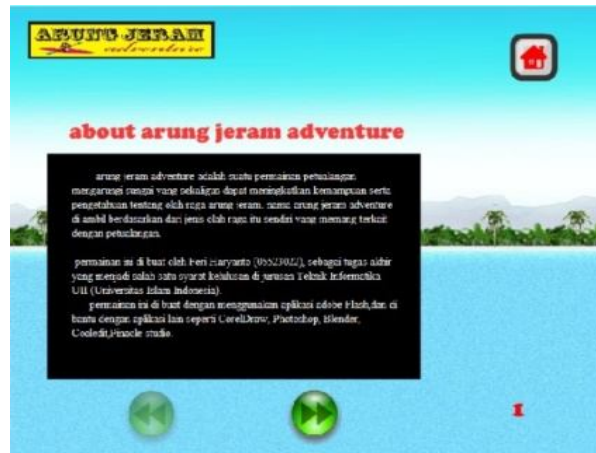 ARUNG JERAM
adventure
about arung jeram adventure
arung jeram adventure adalah suatu permainan petualangan
mengarungi sungai yang sekaligus dapat meningkatkan kemampuan serta
pengetahuan tentang olah raga arung jeram. nama arung jeram adventure
di ambil berdasarkan dari jenis olah raga itu sendiri yang memang terkait
dengan petualangan.
permainan ini di buat oleh Feri Haryanto (05523022), sebagai tugas akhir
yang menjadi salah satu syarat kelulusan di jurusan Teknik Informatika
UII (Universitas Islam Indonesia).
permainan ini di buat dengan menggunakan aplikasi adobe Flash,dan di
bantu dengan aplikasi lain seperti CorelDraw, Photoshop, Blender,
Cooledit,Pinacle studio.
1